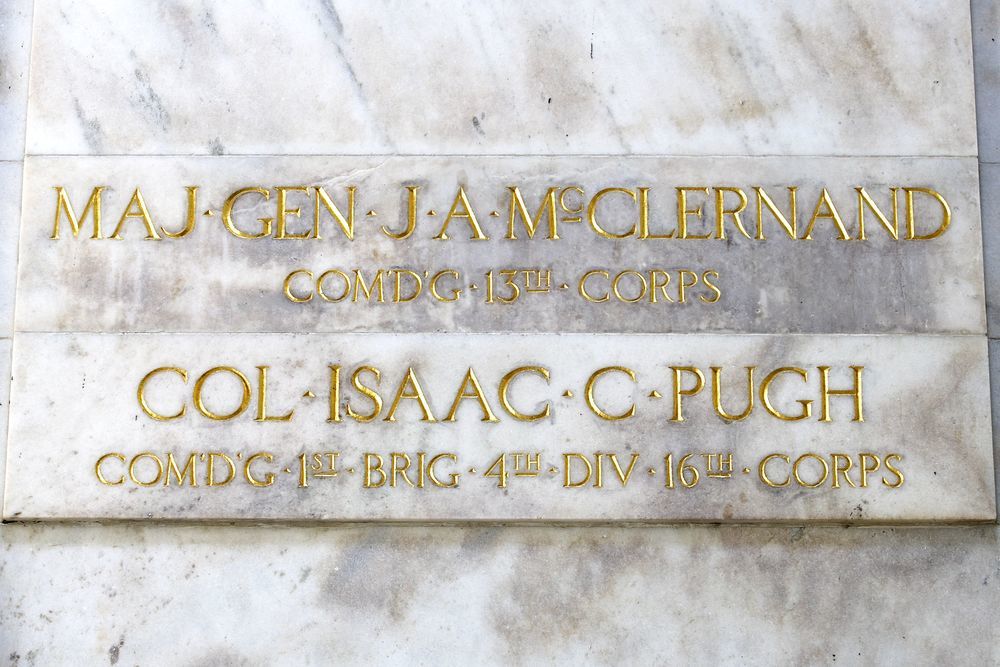 MAJ·GEN·J·A·McCLERNAND
COM'D'G·13TH·CORPS
COL·ISAAC·C·PUGH
COM'D'G·1ST·BRIG·4TH·DIV·16TH·CORPS